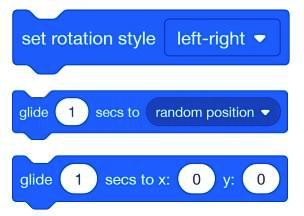 set rotation style left-right
glide 1 secs to random position
glide 1 secs to x: 0 y: 0